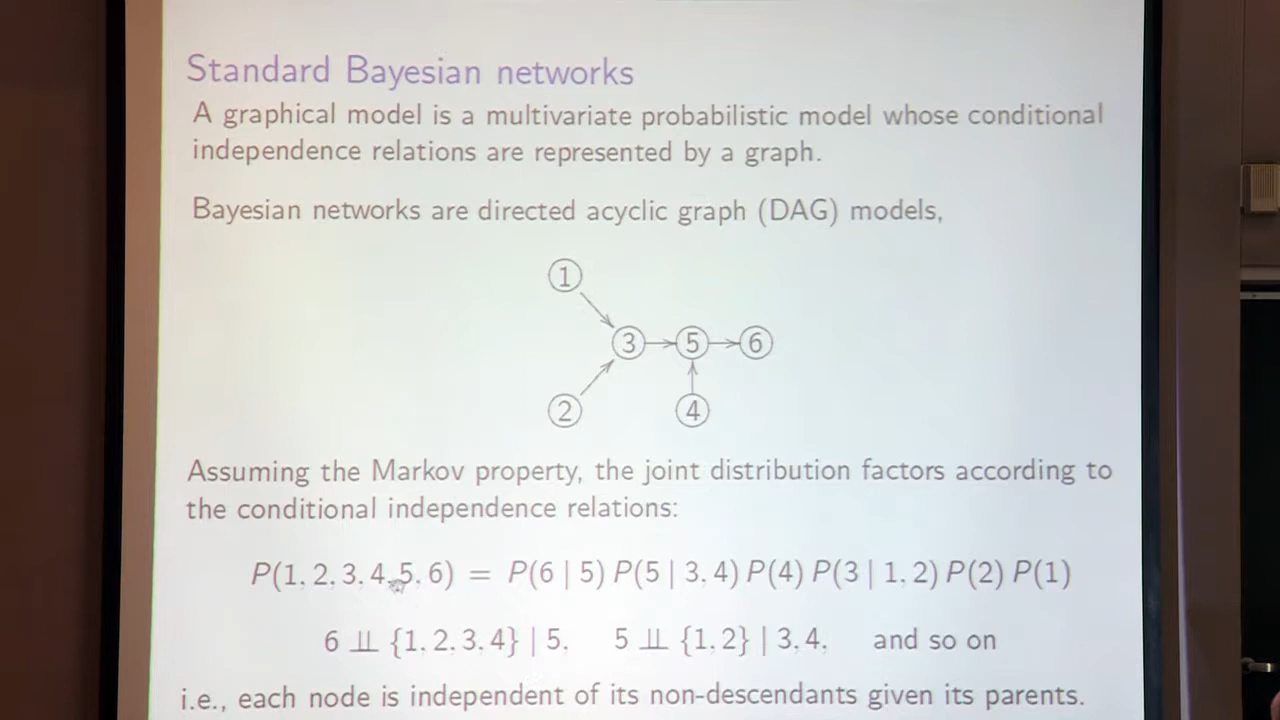 Standard Bayesian networks
A graphical model is a multivariate probabilistic model whose conditional
independence relations are represented by a graph.
Bayesian networks are directed acyclic graph (DAG) models,
1
3 5 6
2 4
Assuming the Markov property, the joint distribution factors according to
the conditional independence relations:
P(1, 2, 3, 4, 5, 6) = P(6 | 5) P(5 | 3, 4) P(4) P(3 | 1, 2) P(2) P(1)
6 ⫫ {1, 2, 3, 4} | 5, 5 ⫫ {1, 2} | 3, 4, and so on
i.e., each node is independent of its non-descendants given its parents.